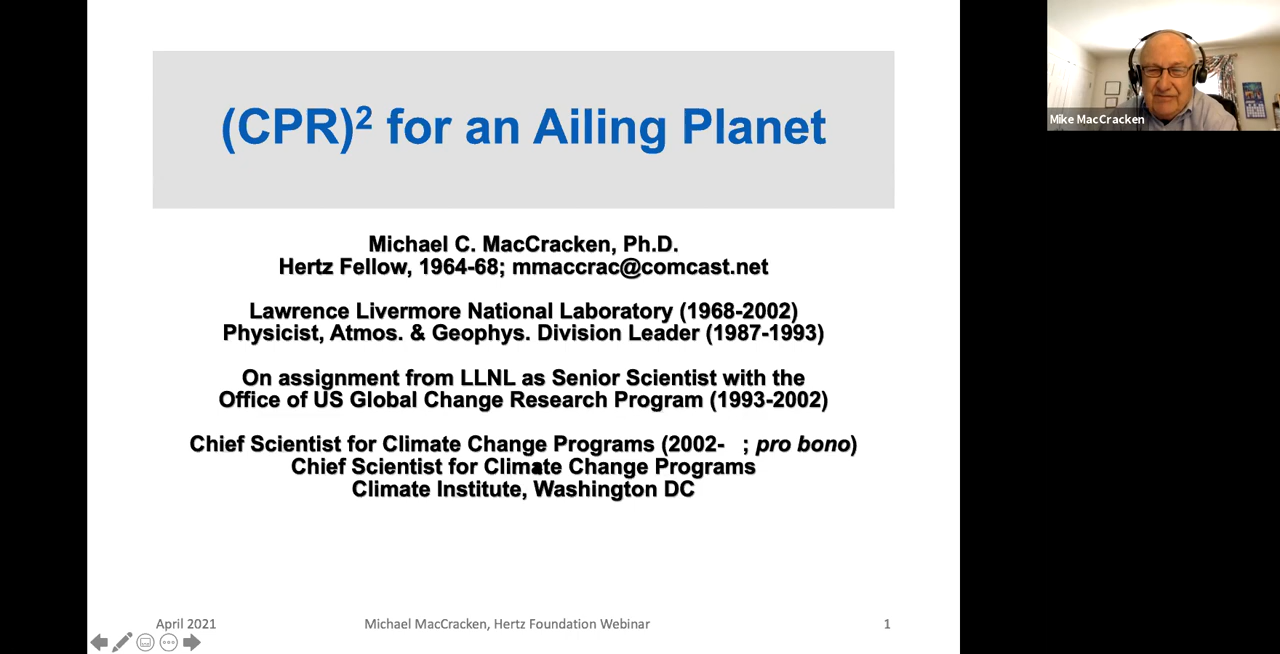 (CPR)² for an Ailing Planet
Michael C. MacCracken, Ph.D.
Hertz Fellow, 1964-68; mmaccrac@comcast.net
Lawrence Livermore National Laboratory (1968-2002)
Physicist, Atmos. & Geophys. Division Leader (1987-1993)
On assignment from LLNL as Senior Scientist with the
Office of US Global Change Research Program (1993-2002)
Chief Scientist for Climate Change Programs (2002-   ; pro bono)
Chief Scientist for Climate Change Programs
Climate Institute, Washington DC
April 2021
Michael MacCracken, Hertz Foundation Webinar
1
Mike MacCracken